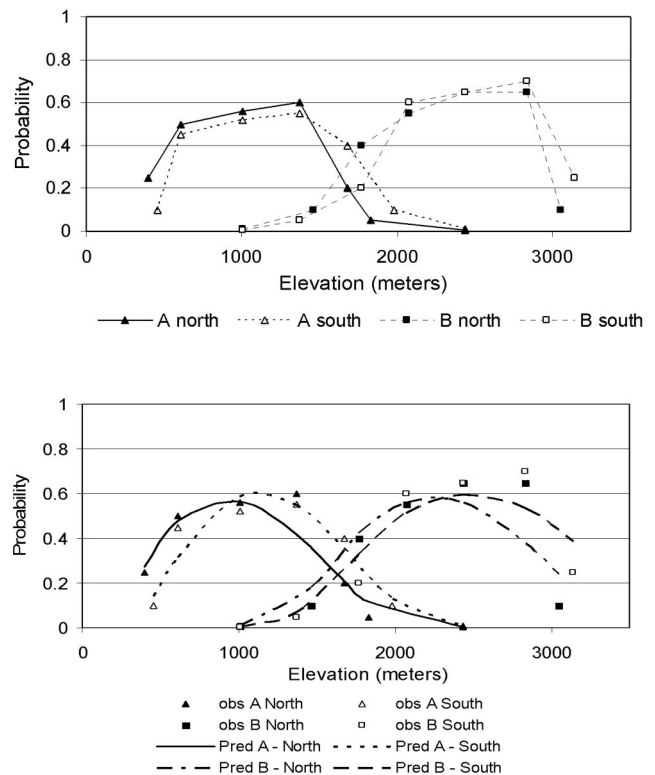 1
0.8
0.6
0.4
0.2
0
Probability
0 1000 2000 3000
Elevation (meters)
A north A south B north B south
1
0.8
0.6
0.4
0.2
0
Probability
0 1000 2000 3000
Elevation (meters)
obs A North obs A South
obs B North obs B South
Pred A - North Pred A - South
Pred B - North Pred B - South